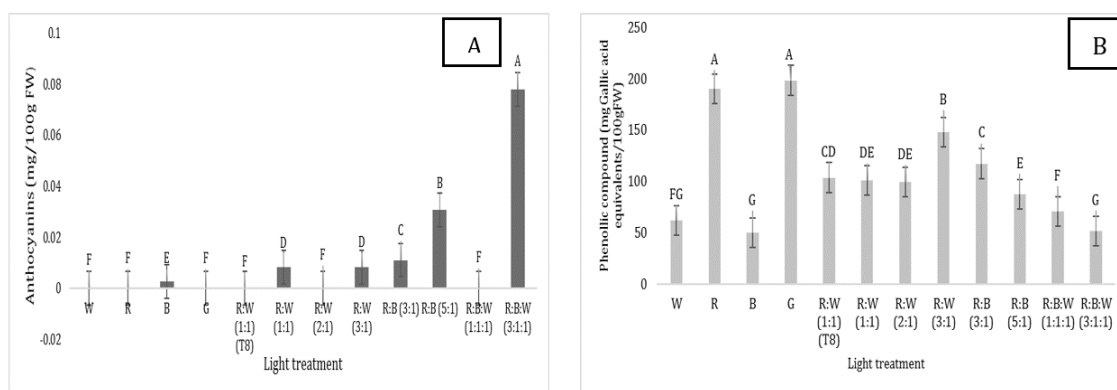 A
Anthocyanins (mg/100g FW)
0.1
0.08
0.06
0.04
0.02
0
-0.02
F F E F F D F D C B F A
W R B G R:W R:W R:W R:W R:B (3:1) R:B (5:1) R:B:W R:B:W
(1:1) (1:1) (2:1) (3:1) (1:1:1) (3:1:1)
(T8)
Light treatment
B
Phenollic compound (mg Gallic acid
equivalents/100gFW)
250
200
150
100
50
0
FG A G A CD DE DE B C E F G
W R B G R:W R:W R:W R:W R:B R:B R:B:W R:B:W
(1:1) (1:1) (2:1) (3:1) (3:1) (5:1) (1:1:1) (3:1:1)
(T8)
Light treatment